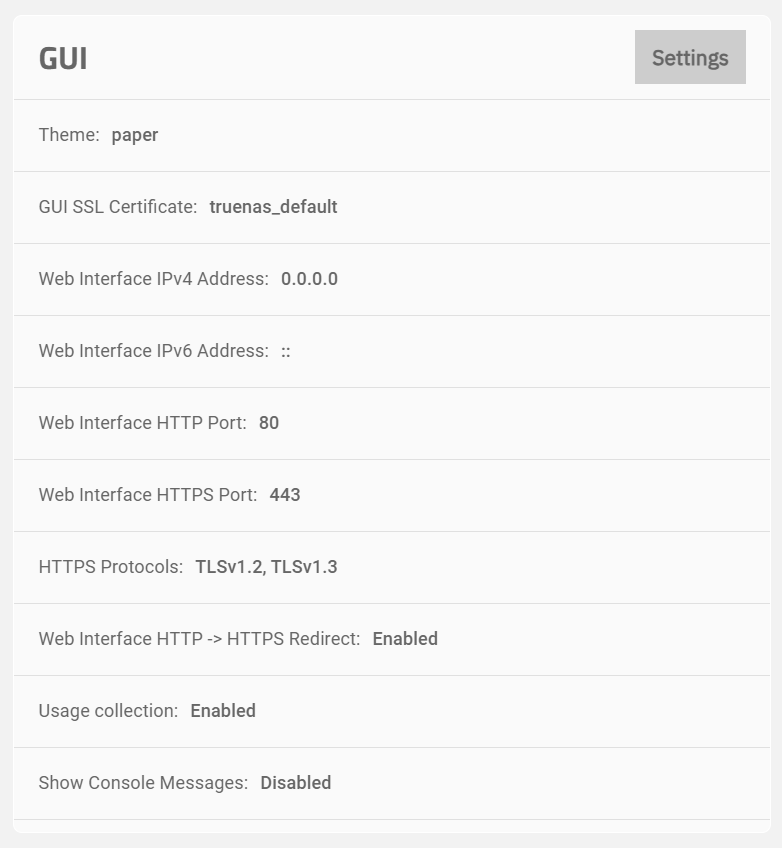 GUI
Settings
Theme: paper
GUI SSL Certificate: truenas_default
Web Interface IPv4 Address: 0.0.0.0
Web Interface IPv6 Address: ::
Web Interface HTTP Port: 80
Web Interface HTTPS Port: 443
HTTPS Protocols: TLSv1.2, TLSv1.3
Web Interface HTTP -> HTTPS Redirect: Enabled
Usage collection: Enabled
Show Console Messages: Disabled